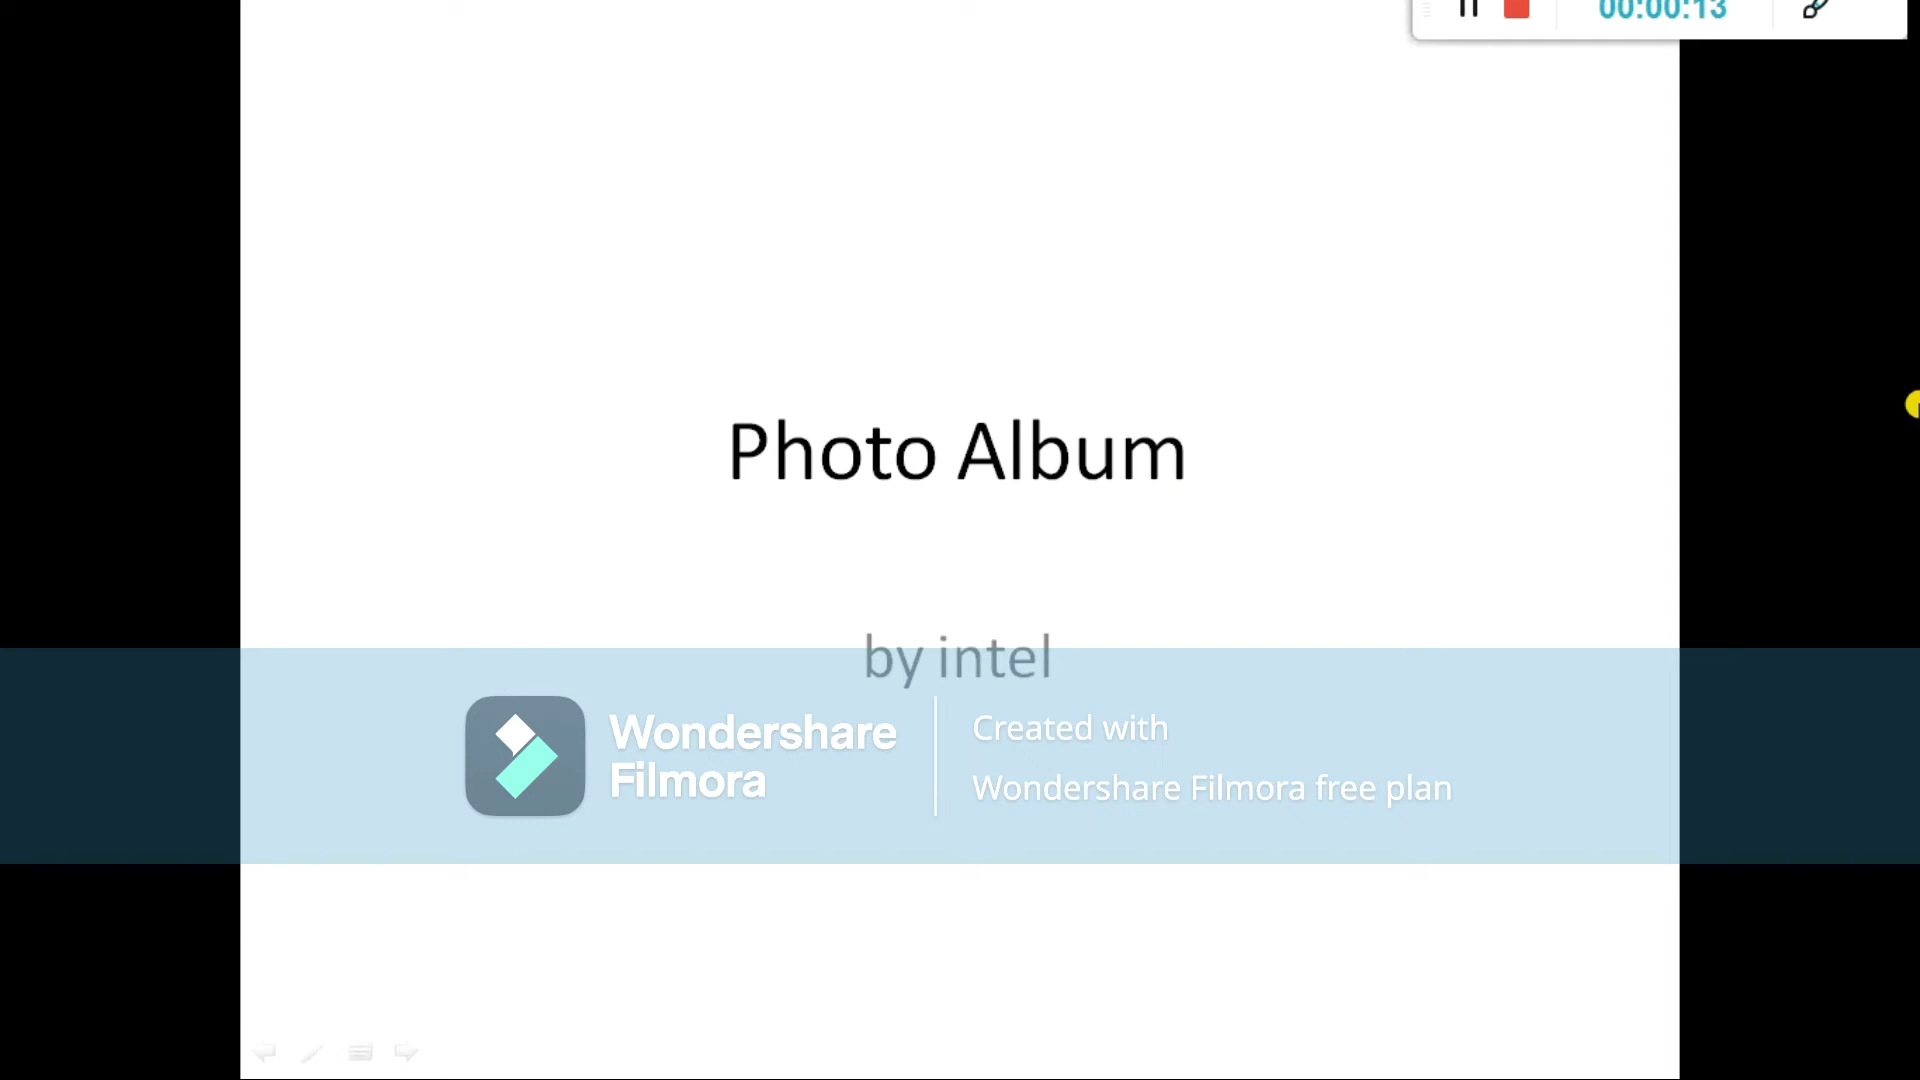 00:00:13
Photo Album
by intel
Wondershare
Filmora
Created with
Wondershare Filmora free plan